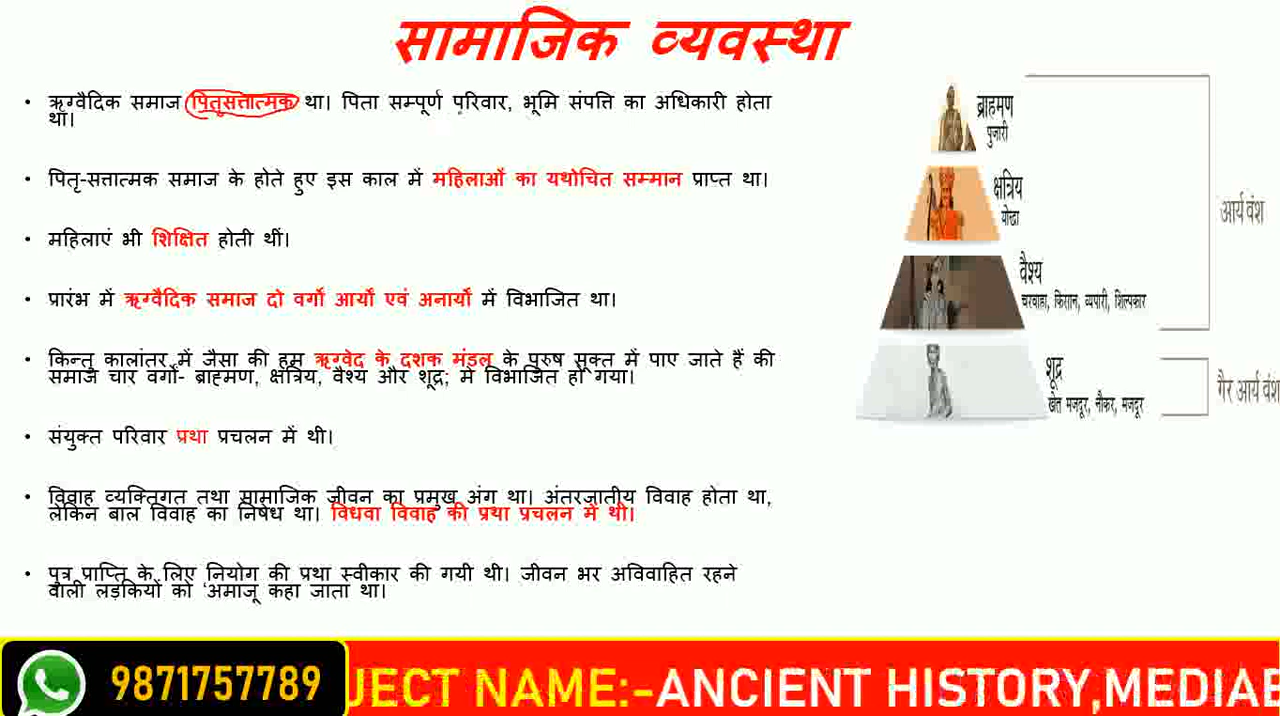 सामाजिक व्यवस्था
• ऋग्वैदिक समाज पितृसत्तात्मक था। पिता सम्पूर्ण परिवार, भूमि संपत्ति का अधिकारी होता
था।
• पितृ-सत्तात्मक समाज के होते हुए इस काल में महिलाओं का यथोचित सम्मान प्राप्त था।
• महिलाएं भी शिक्षित होती थीं।
• प्रारंभ में ऋग्वैदिक समाज दो वर्गों आर्यों एवं अनार्यों में विभाजित था।
• किन्तु कालांतर में जैसा की हम ऋग्वेद के दशक मंडल के पुरुष सूक्त में पाए जाते हैं की
समाज चार वर्गो- ब्राह्मण, क्षत्रिय, वैश्य और शूद्र; में विभाजित हो गया।
• संयुक्त परिवार प्रथा प्रचलन में थी।
• विवाह व्यक्तिगत तथा सामाजिक जीवन का प्रमुख अंग था। अंतरजातीय विवाह होता था,
लेकिन बाल विवाह का निषेध था। विधवा विवाह की प्रथा प्रचलन में थी।
• पुत्र प्राप्ति के लिए नियोग की प्रथा स्वीकार की गयी थी। जीवन भर अविवाहित रहने
वाली लड़कियों को ‘अमाजू कहा जाता था।
ब्राह्मण
पुजारी
क्षत्रिय
योद्धा
वैश्य
चरवाहा, किसान, व्यपारी, शिल्पकार
शूद्र
खेत मजदूर, नौकर, मजदूर
आर्य वंश
गैर आर्य वंश
9871757789
JECT NAME:-ANCIENT HISTORY,MEDIAE